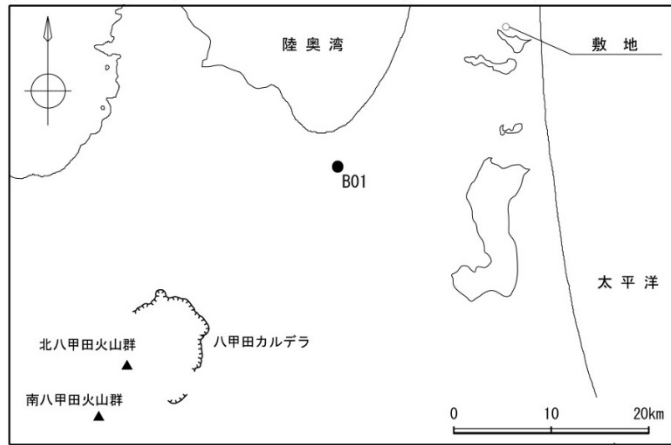 陸奥湾
敷地
B01
太平洋
八甲田カルデラ
北八甲田火山群
南八甲田火山群
0 10 20km